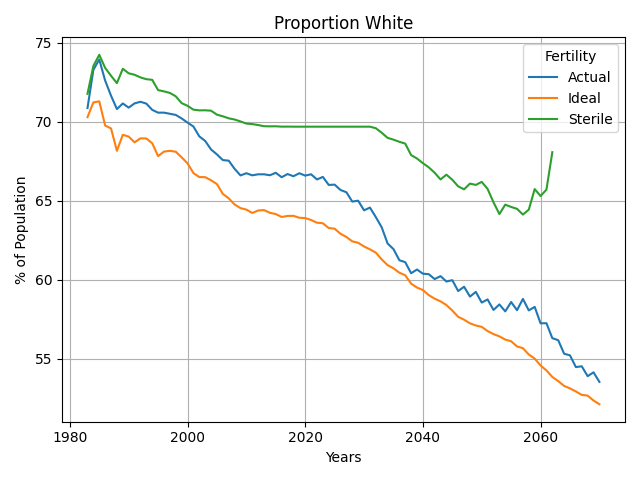 Proportion White
75
70
65
60
55
% of Population
Fertility
Actual
Ideal
Sterile
1980
2000
2020
2040
2060
Years